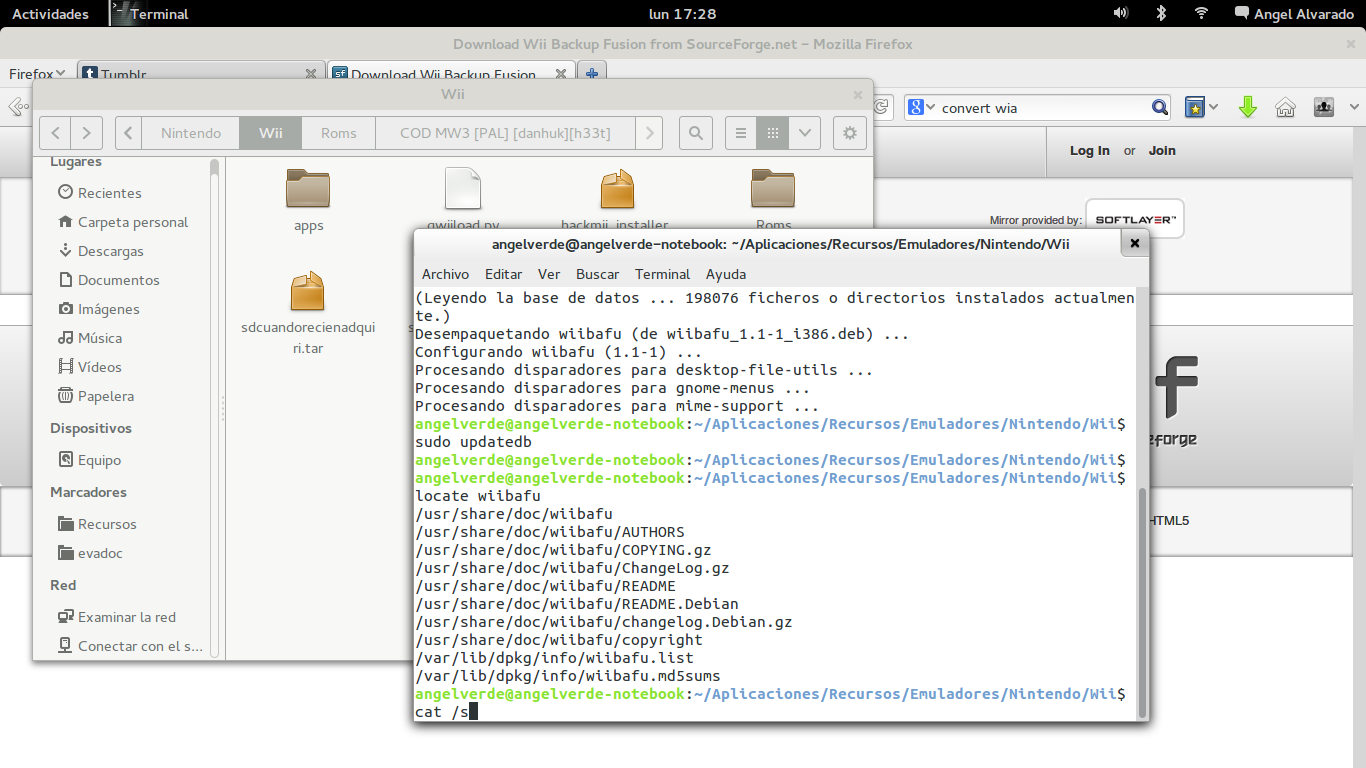 Actividades
Terminal
lun 17:28
Angel Alvarado
Download Wii Backup Fusion from SourceForge.net – Mozilla Firefox
Firefox
Tumblr
Download Wii Backup Fusion
convert wia
Wii
Nintendo
Wii
Roms
COD MW3 [PAL] [danhuk][h33t]
Lugares
Recientes
Carpeta personal
Descargas
Documentos
Imágenes
Música
Vídeos
Papelera
Dispositivos
Equipo
Marcadores
Recursos
evadoc
Red
Examinar la red
Conectar con el s...
apps
qwiiload.py
hackmii_installer
Roms
sdcuandorecienadqui
ri.tar
Log In or Join
Mirror provided by:
SOFTLAYER™
eforge
HTML5
angelverde@angelverde-notebook: ~/Aplicaciones/Recursos/Emuladores/Nintendo/Wii
Archivo Editar Ver Buscar Terminal Ayuda
(Leyendo la base de datos ... 198076 ficheros o directorios instalados actualmen
te.)
Desempaquetando wiibafu (de wiibafu_1.1-1_i386.deb) ...
Configurando wiibafu (1.1-1) ...
Procesando disparadores para desktop-file-utils ...
Procesando disparadores para gnome-menus ...
Procesando disparadores para mime-support ...
angelverde@angelverde-notebook:~/Aplicaciones/Recursos/Emuladores/Nintendo/Wii$
sudo updatedb
angelverde@angelverde-notebook:~/Aplicaciones/Recursos/Emuladores/Nintendo/Wii$
angelverde@angelverde-notebook:~/Aplicaciones/Recursos/Emuladores/Nintendo/Wii$
locate wiibafu
/usr/share/doc/wiibafu
/usr/share/doc/wiibafu/AUTHORS
/usr/share/doc/wiibafu/COPYING.gz
/usr/share/doc/wiibafu/ChangeLog.gz
/usr/share/doc/wiibafu/README
/usr/share/doc/wiibafu/README.Debian
/usr/share/doc/wiibafu/changelog.Debian.gz
/usr/share/doc/wiibafu/copyright
/var/lib/dpkg/info/wiibafu.list
/var/lib/dpkg/info/wiibafu.md5sums
angelverde@angelverde-notebook:~/Aplicaciones/Recursos/Emuladores/Nintendo/Wii$
cat /s